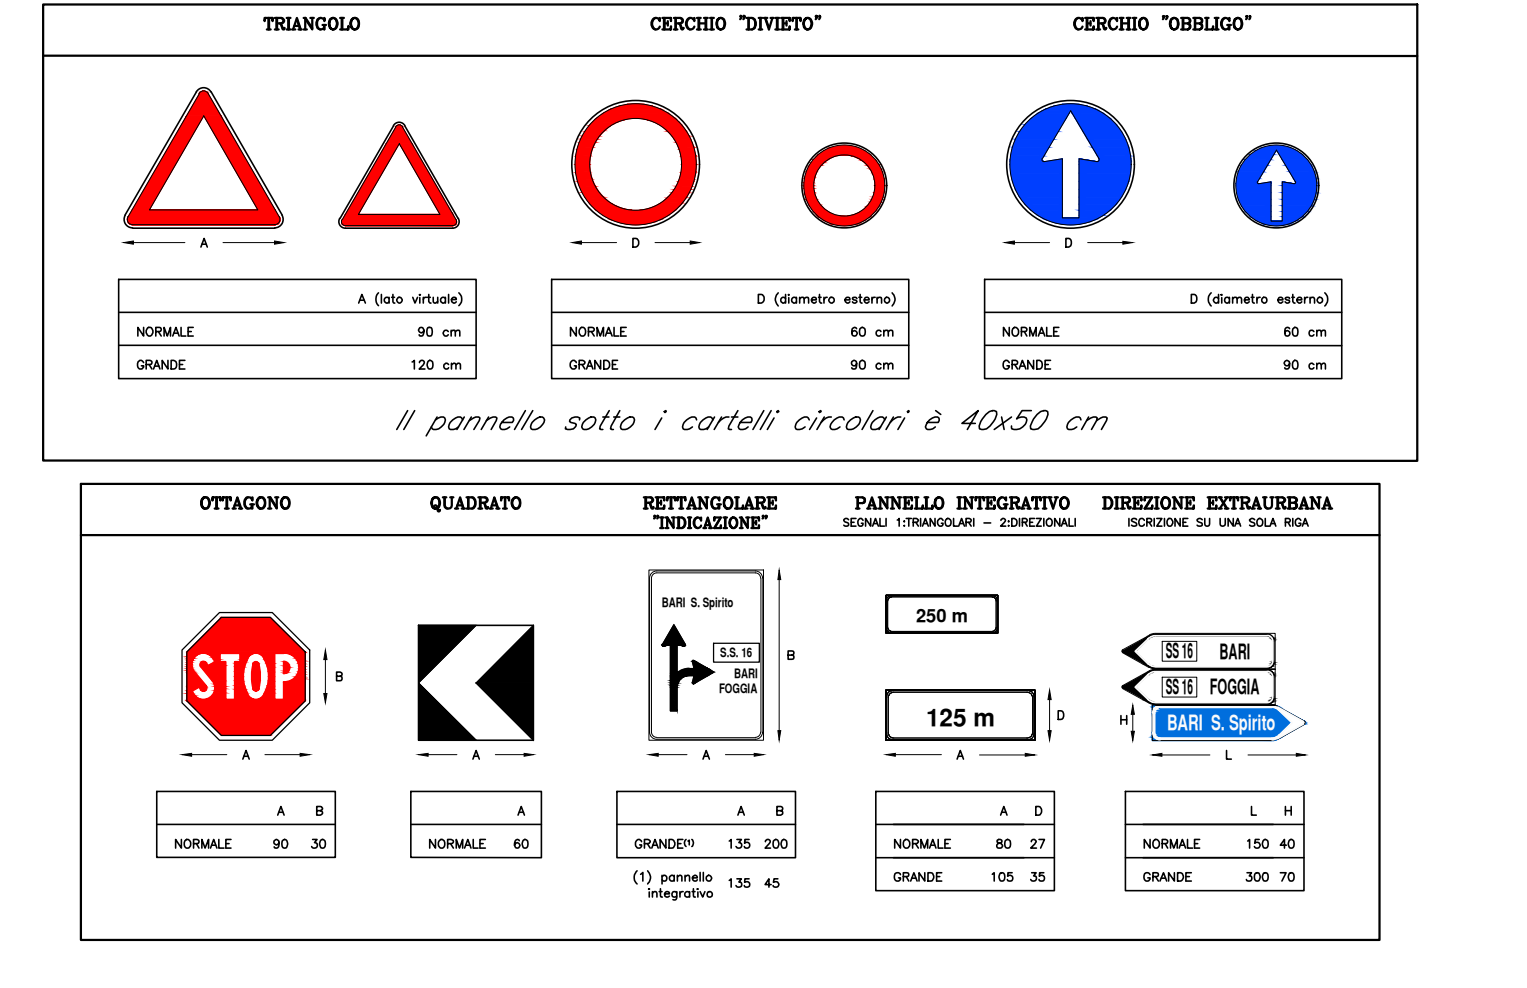 TRIANGOLO
CERCHIO "DIVIETO"
CERCHIO "OBBLIGO"
A
D
D
A (lato virtuale)
NORMALE 90 cm
GRANDE 120 cm
D (diametro esterno)
NORMALE 60 cm
GRANDE 90 cm
D (diametro esterno)
NORMALE 60 cm
GRANDE 90 cm
Il pannello sotto i cartelli circolari è 40x50 cm
OTTAGONO
QUADRATO
RETTANGOLARE
"INDICAZIONE"
PANNELLO INTEGRATIVO
SEGNALI 1:TRIANGOLARI – 2:DIREZIONALI
DIREZIONE EXTRAURBANA
ISCRIZIONE SU UNA SOLA RIGA
STOP
B
A
A
BARI S. Spirito
S.S. 16
BARI
FOGGIA
B
A
250 m
125 m
D
A
SS 16 BARI
SS 16 FOGGIA
BARI S. Spirito
H
L
A B
NORMALE 90 30
A
NORMALE 60
A B
GRANDE(1) 135 200
(1) pannello
integrativo 135 45
A D
NORMALE 80 27
GRANDE 105 35
L H
NORMALE 150 40
GRANDE 300 70